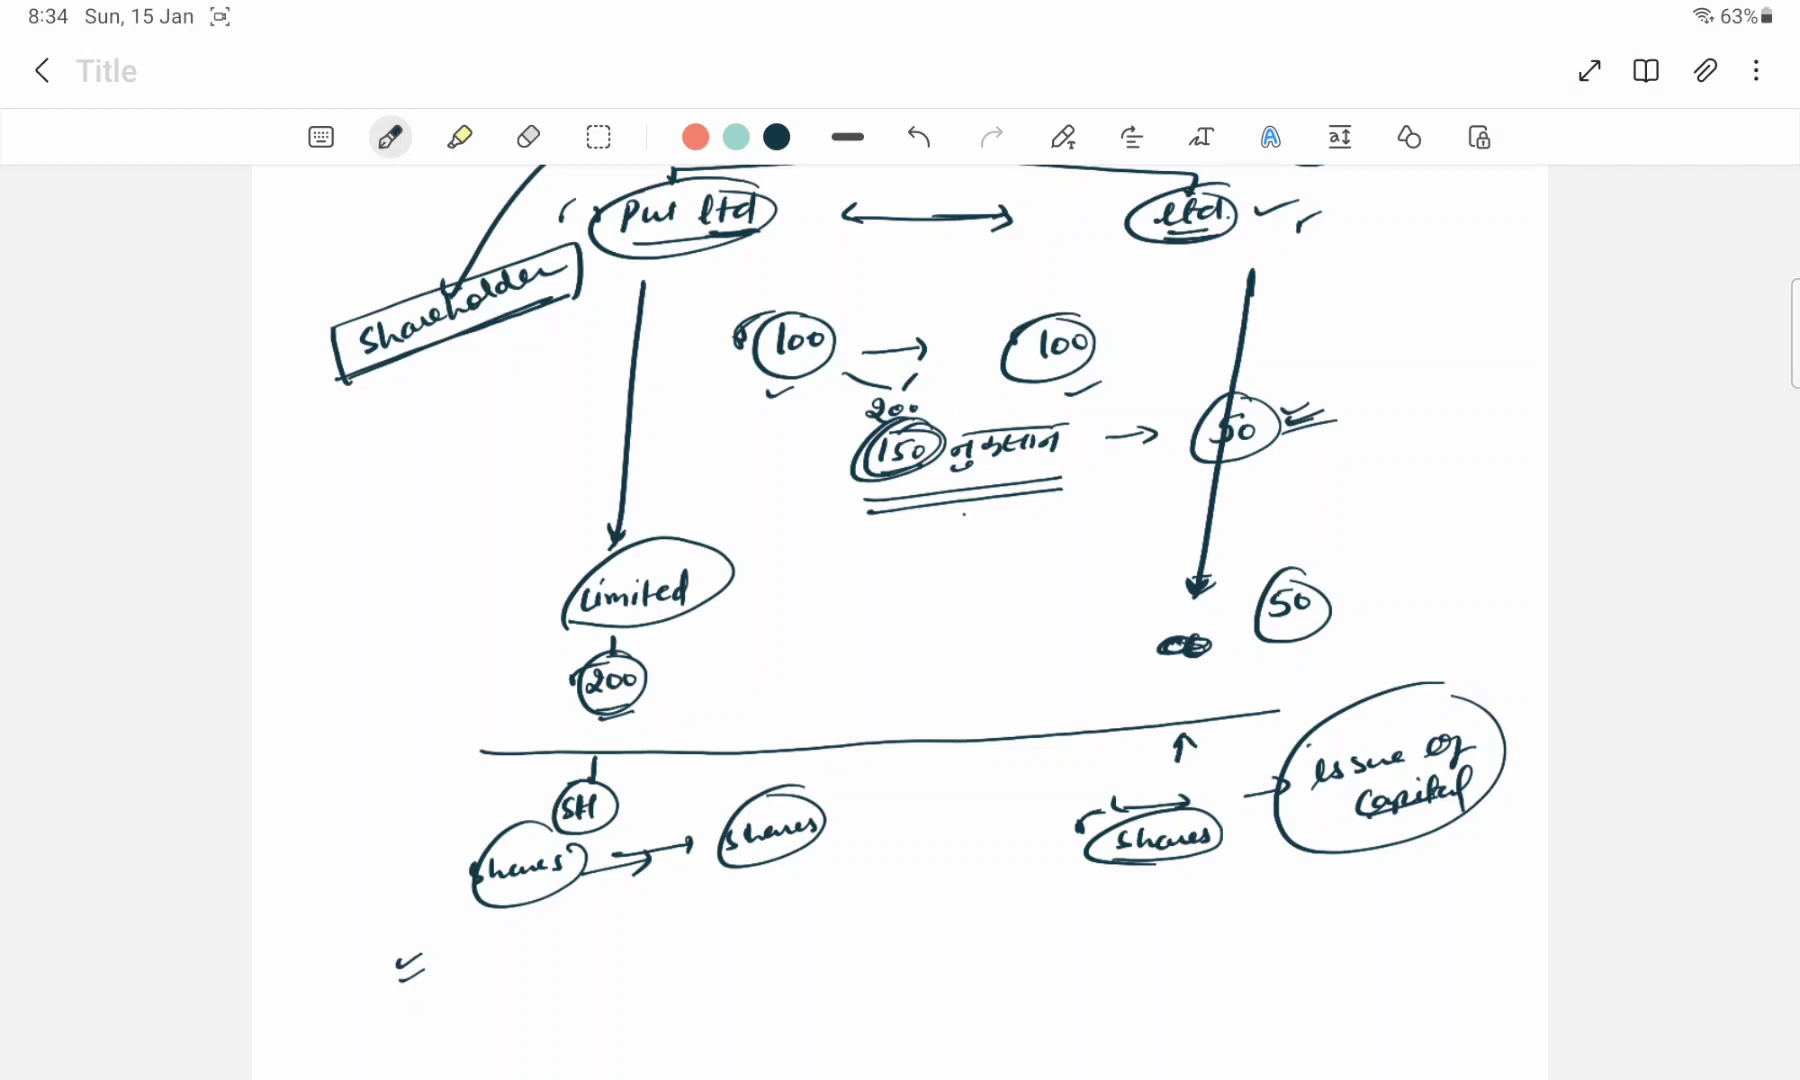 8:34 Sun, 15 Jan
63%
Title
Pvt ltd
ltd.
Shareholder
100
100
200
150
50
Limited
50
200
issue of
capital
SH
shares
shares
shares